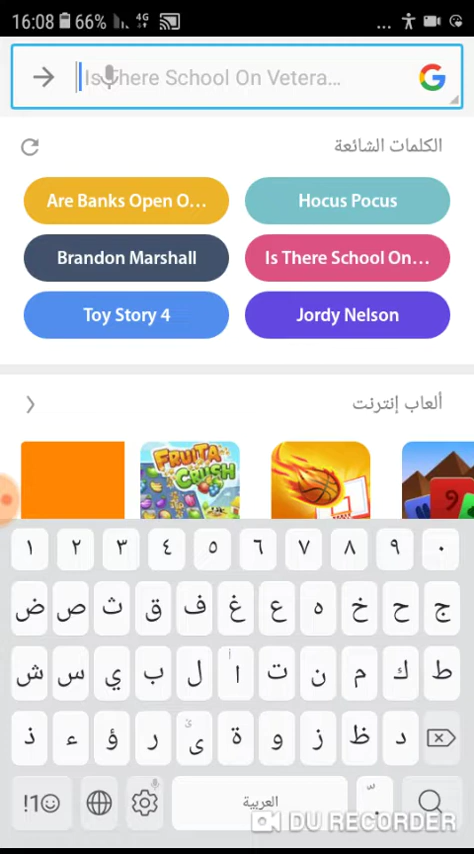 16:08 66% 4G ...
Is There School On Vetera...
الكلمات الشائعة
Are Banks Open O...
Hocus Pocus
Brandon Marshall
Is There School On...
Toy Story 4
Jordy Nelson
ألعاب إنترنت
FRUITA CRUSH
9
١ ٢ ٣ ٤ ٥ ٦ ٧ ٨ ٩ ٠
ض ص ث ق ف غ ع ه خ ح ج
ش س ي ب ل ا ت ن م ك ط
ذ ء ؤ ر ى ة و ز ظ د
!1☺ العربية .
DU RECORDER